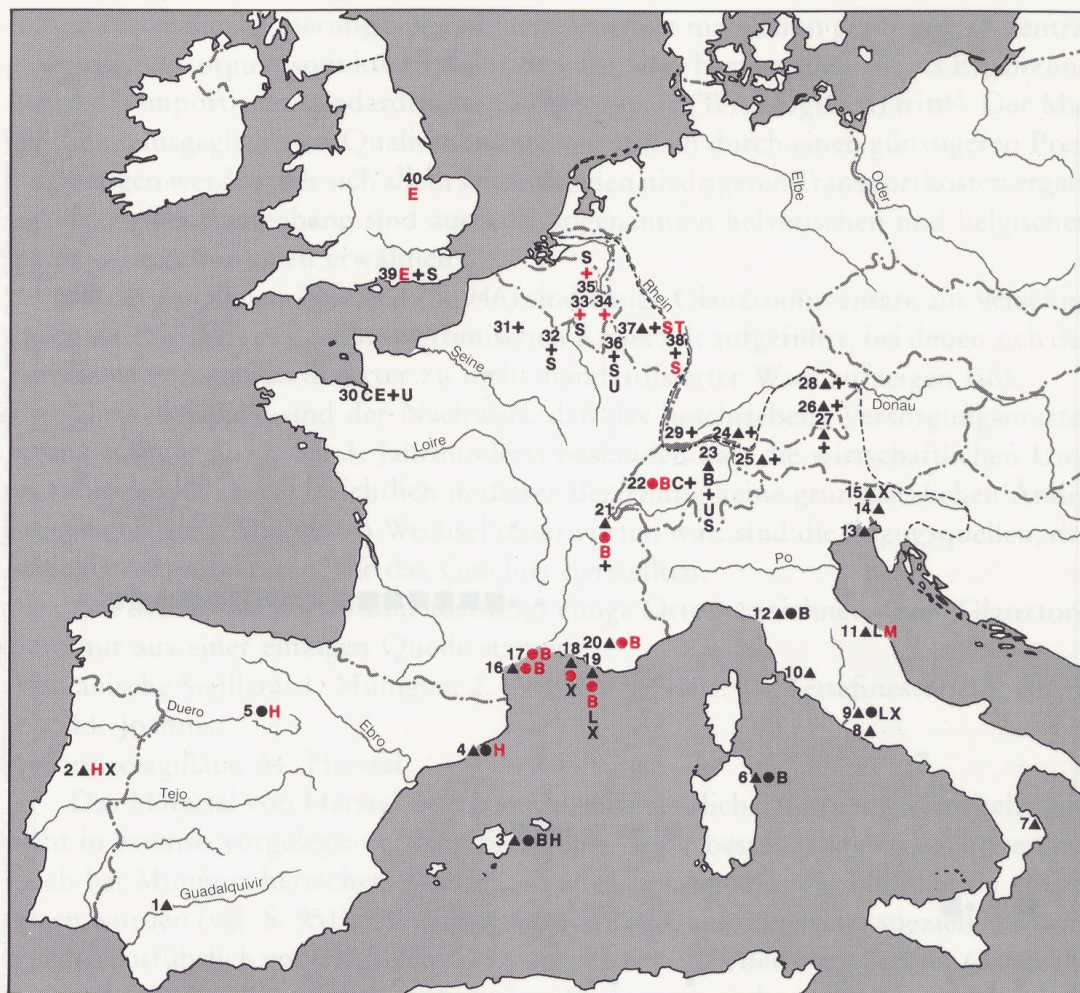 40
E
39 E + S
Elbe
Oder
Rhein
S
+
35
33 34
+ +
S
31 +
32
+
S
36
+
U
37 ▲ + ST
38
+
S
Seine
30 CE + U
Loire
28 ▲ +
26 ▲ +
27
▲
▲
Donau
29 +
24 ▲ +
25 ▲ +
23
▲
B
+
U
S
22 ● B C +
21
▲
●
B
+
15 ▲ X
14 ▲
13 ▲
Po
12 ▲ ● B
11 ▲ L M
20 ▲ ● B
17 ● B
16 ▲ ● B
18
▲
●
X
19
▲
●
B
L
X
10 ▲
9 ▲ ● L X
8 ▲
Duero
5 ● H
Ebro
4 ▲ ● H
2 ▲ H X
Tejo
6 ▲ ● B
7 ▲
3 ▲ ● BH
1 ▲
Guadalquivir